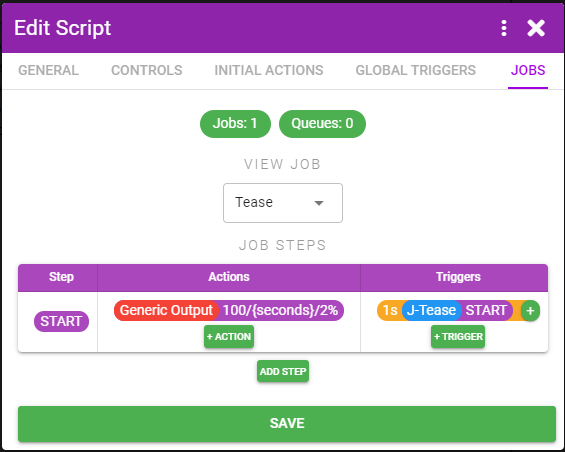 Edit Script
GENERAL CONTROLS INITIAL ACTIONS GLOBAL TRIGGERS JOBS
Jobs: 1 Queues: 0
VIEW JOB
Tease
JOB STEPS
Step Actions Triggers
START Generic Output 100/{seconds}/2% 1s J-Tease START +
+ ACTION + TRIGGER
ADD STEP
SAVE